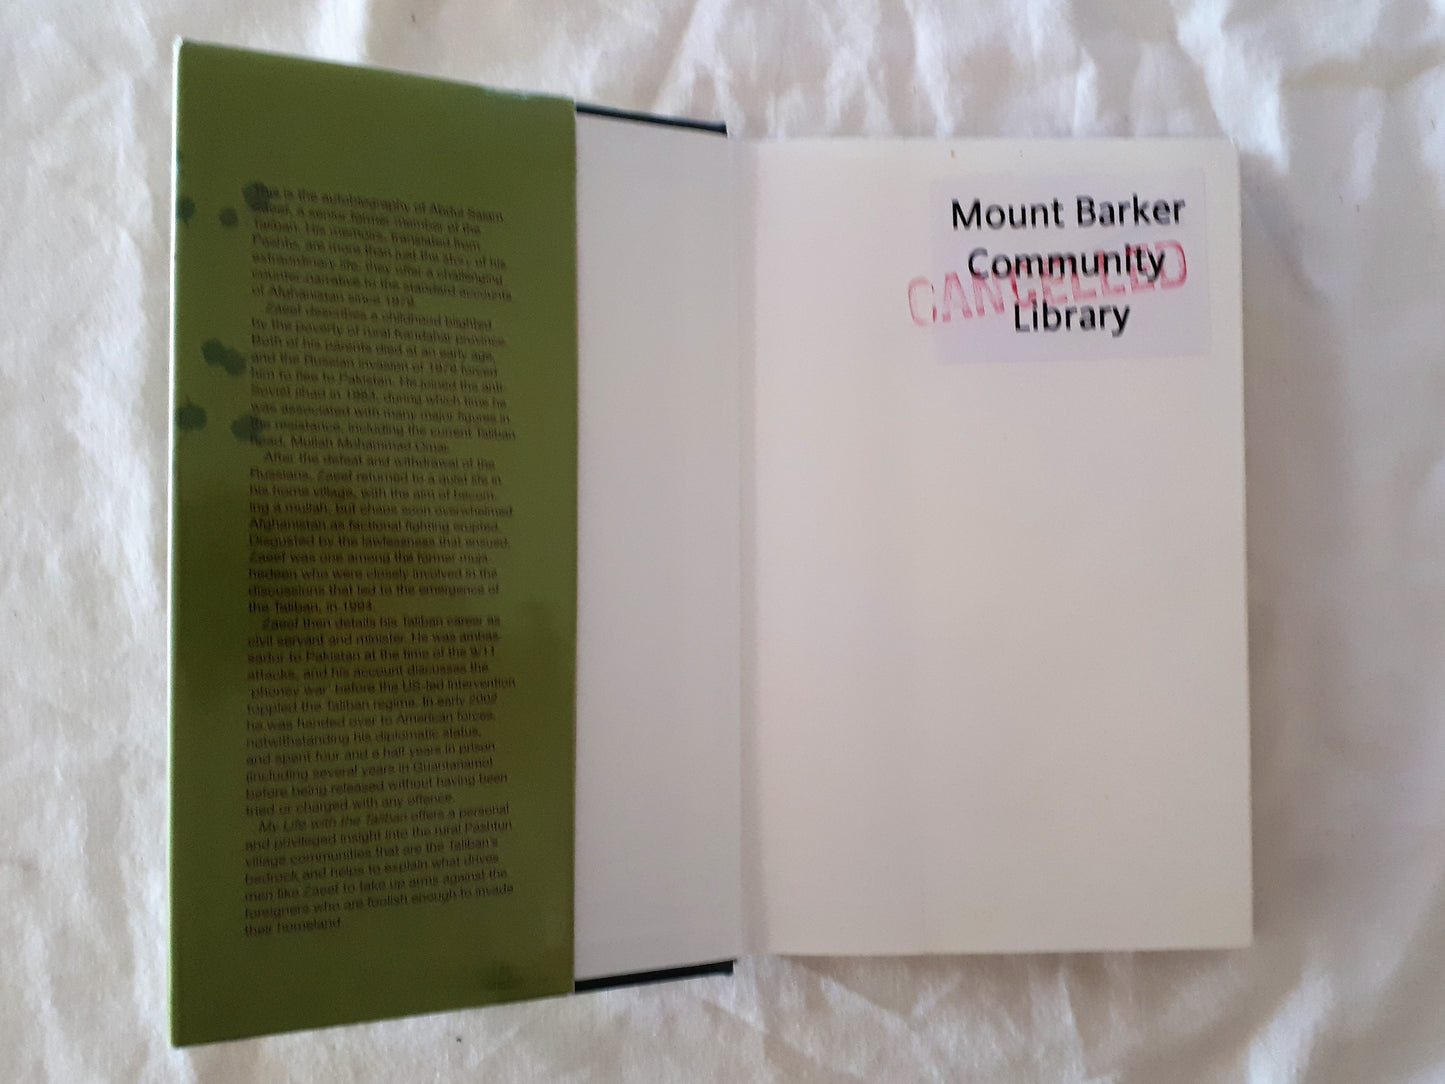 This is the autobiography of Abdul Salam
Zaeef, a senior former member of the
Taliban. His memoirs, translated from
Pashto, are more than just the story of his
extraordinary life, they offer a challenging
counter-narrative to the standard accounts
of Afghanistan since 1979.
Zaeef describes a childhood blighted
by the poverty of rural Kandahar province.
Both of his parents died at an early age,
and the Russian invasion of 1979 forced
him to flee to Pakistan. He joined the anti-
Soviet jihad in 1983, during which time he
was associated with many major figures in
the resistance, including the current Taliban
head, Mullah Mohammad Omar.
After the defeat and withdrawal of the
Russians, Zaeef returned to a quiet life in
his home village, with the aim of becom-
ing a mullah, but chaos soon overwhelmed
Afghanistan as factional fighting erupted.
Disgusted by the lawlessness that ensued,
Zaeef was one among the former muja-
hedeen who were closely involved in the
discussions that led to the emergence of
the Taliban, in 1994.
Zaeef then details his Taliban career as
civil servant and minister. He was ambas-
sador to Pakistan at the time of the 9/11
attacks, and his account discusses the
'phoney war' before the US-led intervention
toppled the Taliban regime. In early 2002
he was handed over to American forces,
notwithstanding his diplomatic status,
and spent four and a half years in prison
(including several years in Guantanamo)
before being released without having been
tried or charged with any offence.
My Life with the Taliban offers a personal
and privileged insight into the rural Pashtun
village communities that are the Taliban's
bedrock and helps to explain what drives
men like Zaeef to take up arms against the
foreigners who are foolish enough to invade
their homeland.
Mount Barker
Community
CANCELLED
Library